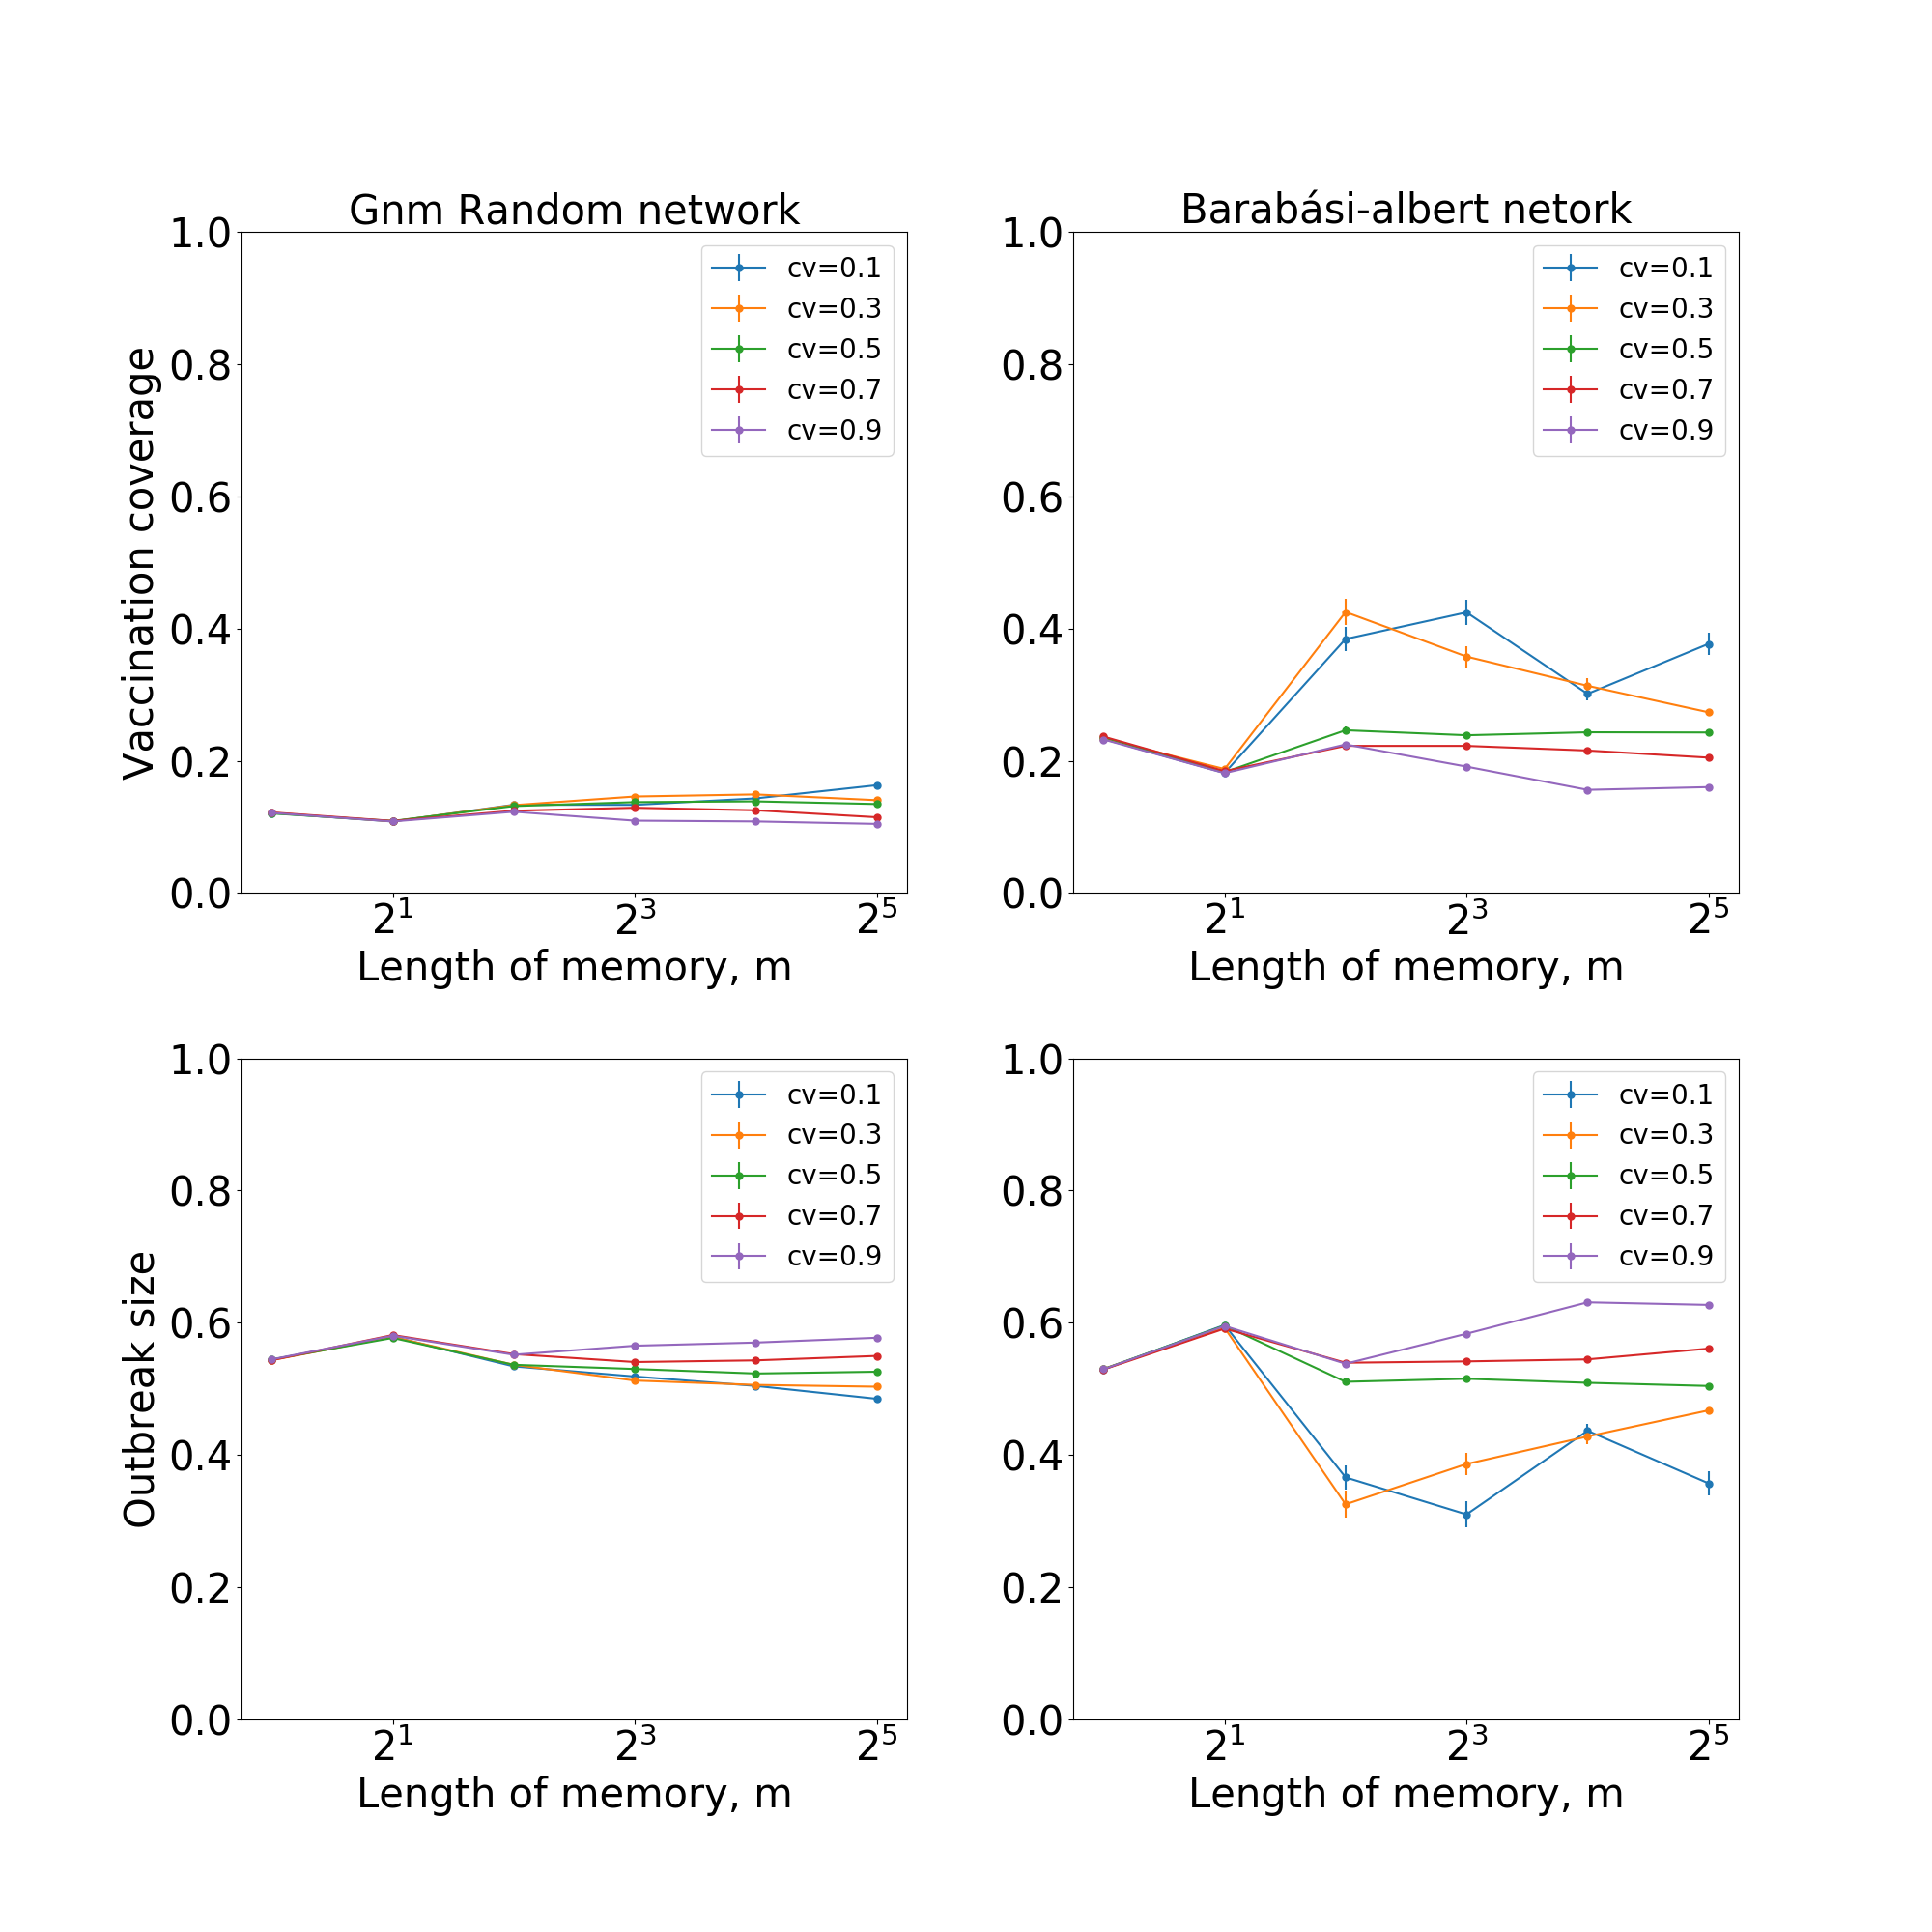 Gnm Random network
1.0
0.8
0.6
0.4
0.2
0.0
Vaccination coverage
cv=0.1
cv=0.3
cv=0.5
cv=0.7
cv=0.9
2^1 2^3 2^5
Length of memory, m
Barabási-albert netork
1.0
0.8
0.6
0.4
0.2
0.0
cv=0.1
cv=0.3
cv=0.5
cv=0.7
cv=0.9
2^1 2^3 2^5
Length of memory, m
1.0
0.8
0.6
0.4
0.2
0.0
Outbreak size
cv=0.1
cv=0.3
cv=0.5
cv=0.7
cv=0.9
2^1 2^3 2^5
Length of memory, m
1.0
0.8
0.6
0.4
0.2
0.0
cv=0.1
cv=0.3
cv=0.5
cv=0.7
cv=0.9
2^1 2^3 2^5
Length of memory, m